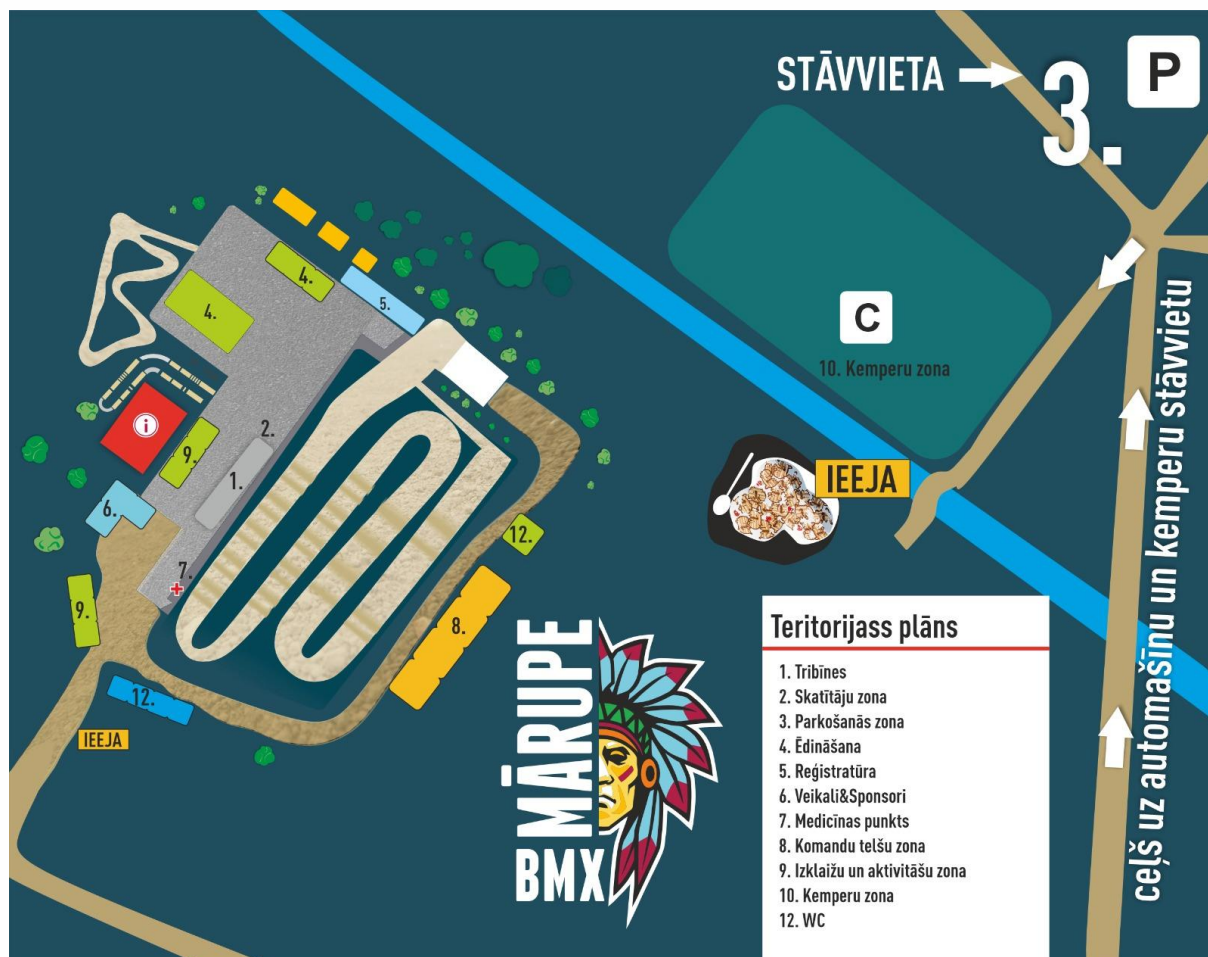 STĀVVIETA
3.
P
4.
4.
5.
C
10. Kemperu zona
i
2.
9.
1.
6.
IEEJA
12.
7.
9.
8.
12.
IEEJA
MĀRUPE
BMX
ceļš uz automašīnu un kemperu stāvvietu
Teritorijass plāns
1. Tribīnes
2. Skatītāju zona
3. Parkošanās zona
4. Ēdināšana
5. Reģistratūra
6. Veikali&Sponsori
7. Medicīnas punkts
8. Komandu telšu zona
9. Izklaižu un aktivitāšu zona
10. Kemperu zona
12. WC